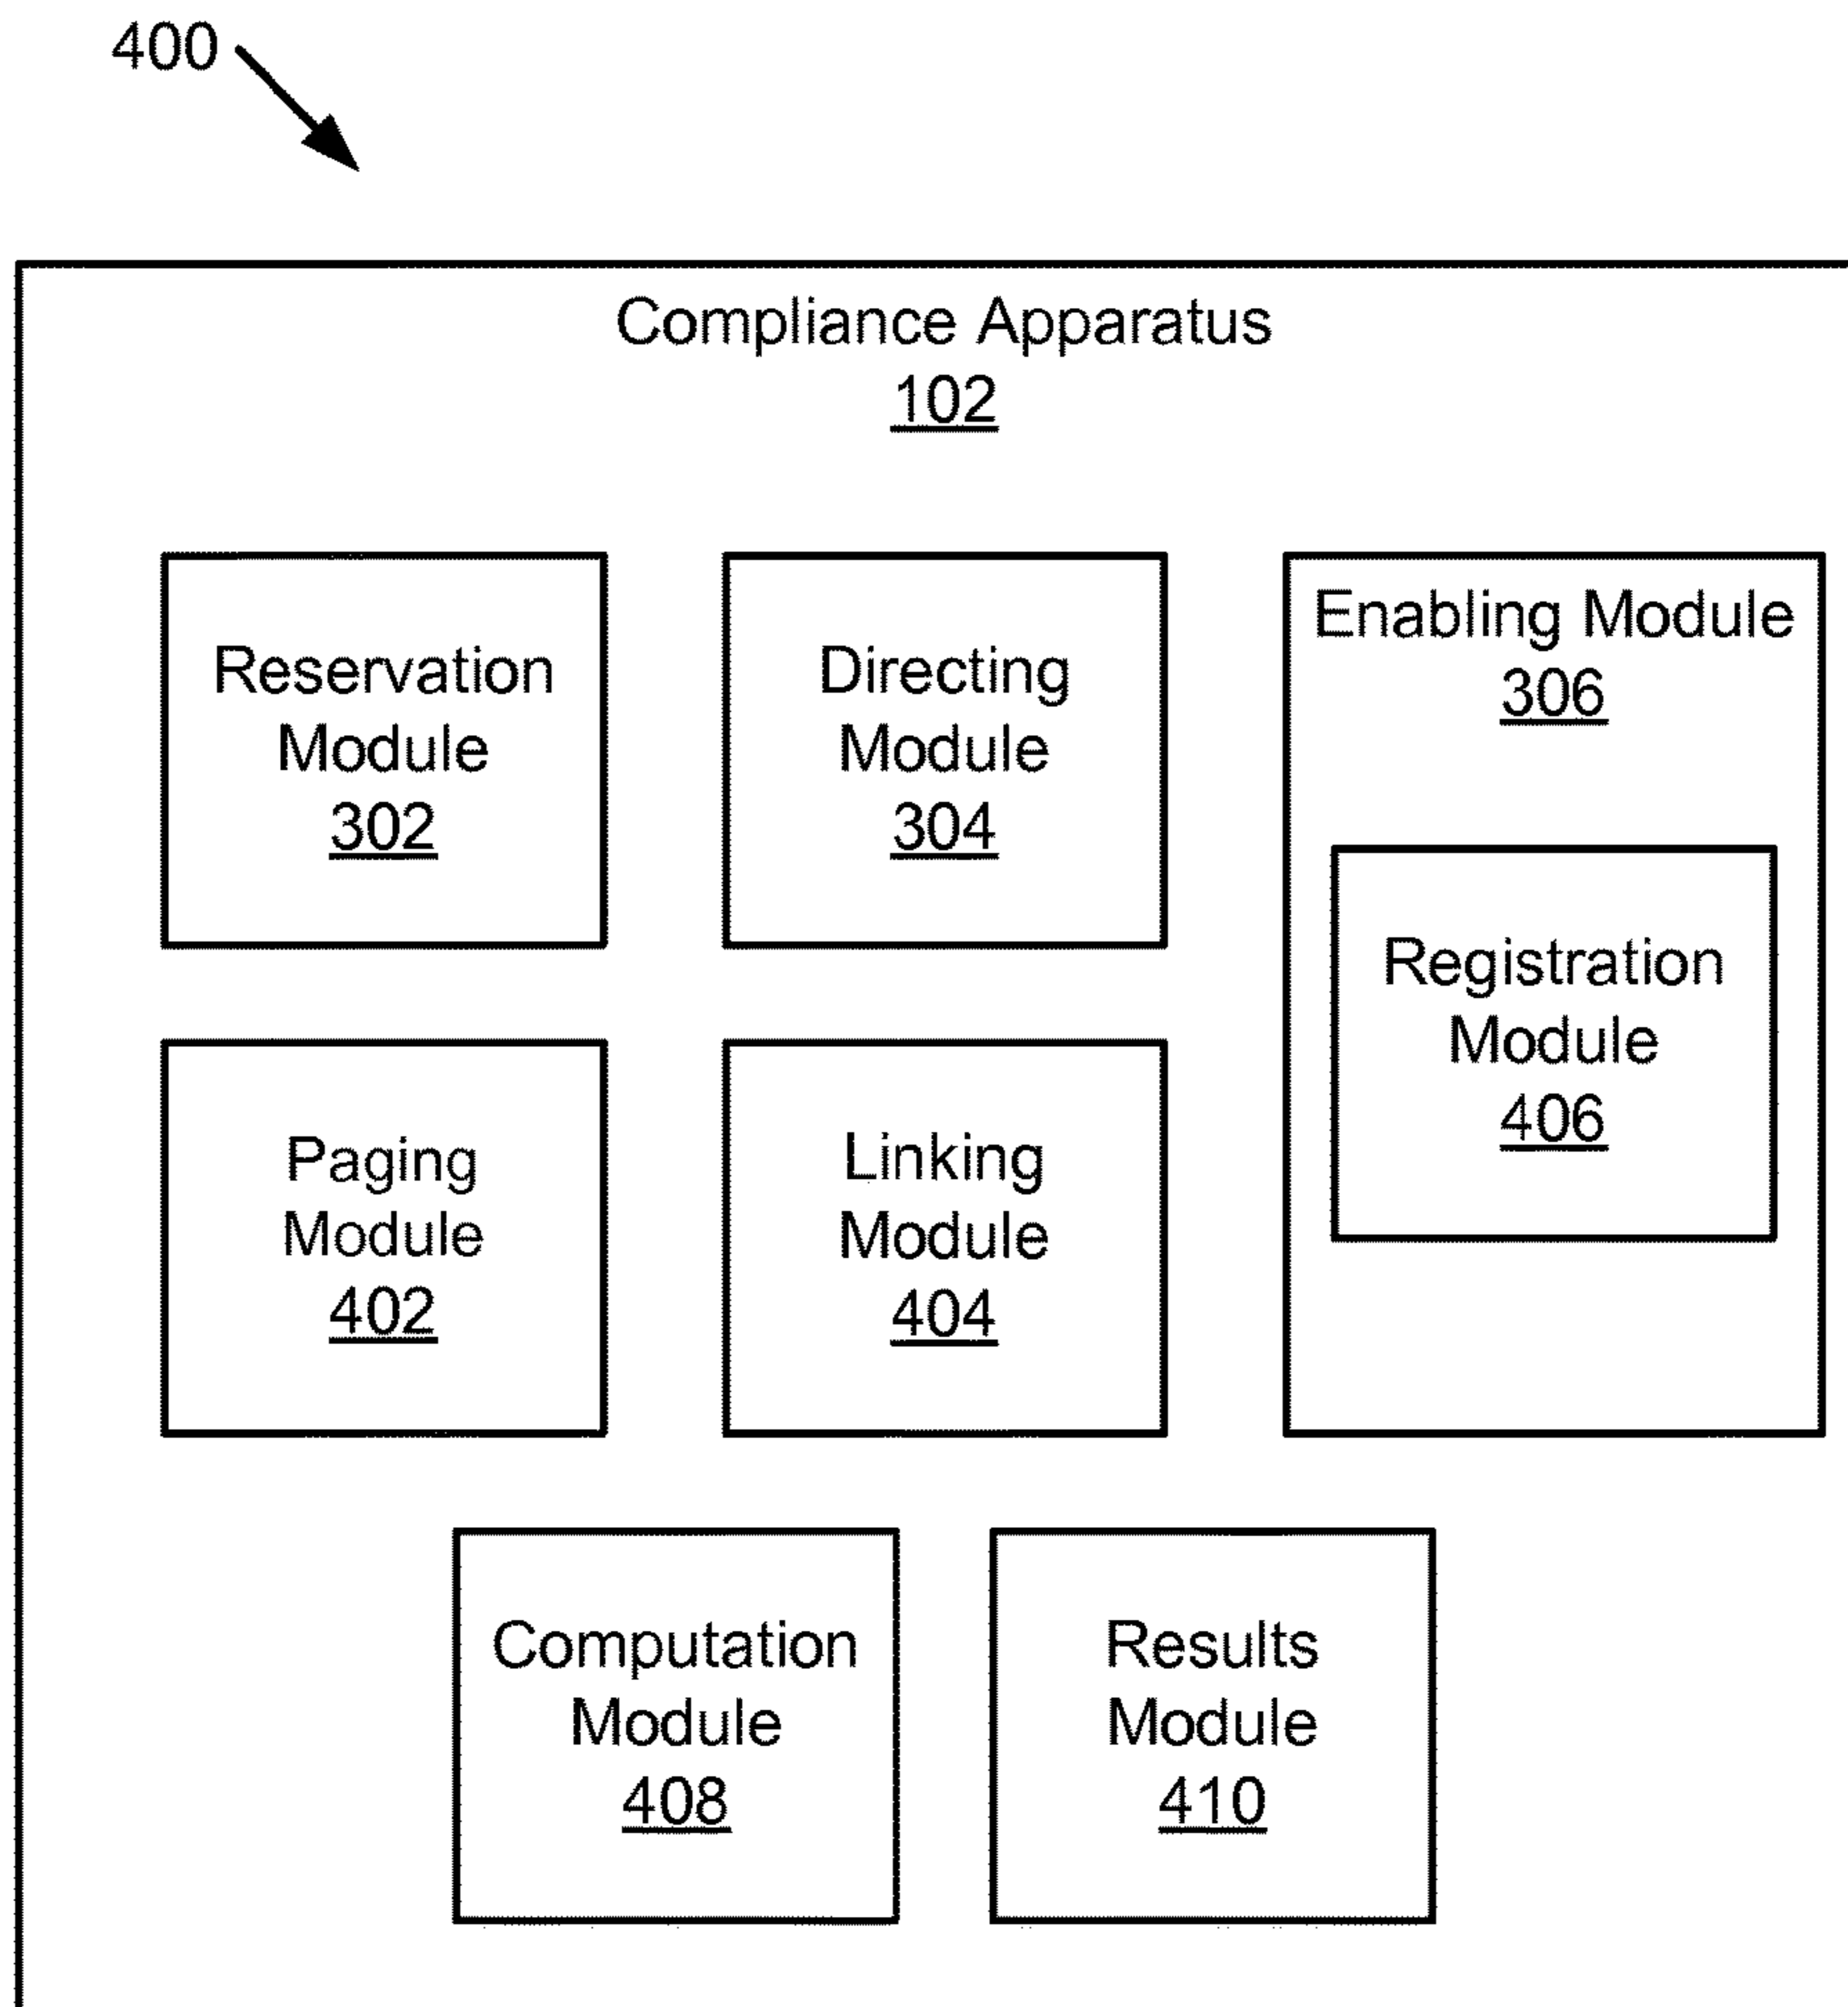 400
Compliance Apparatus
102
Reservation
Module
302
Directing
Module
304
Enabling Module
306
Registration
Module
406
Paging
Module
402
Linking
Module
404
Computation
Module
408
Results
Module
410